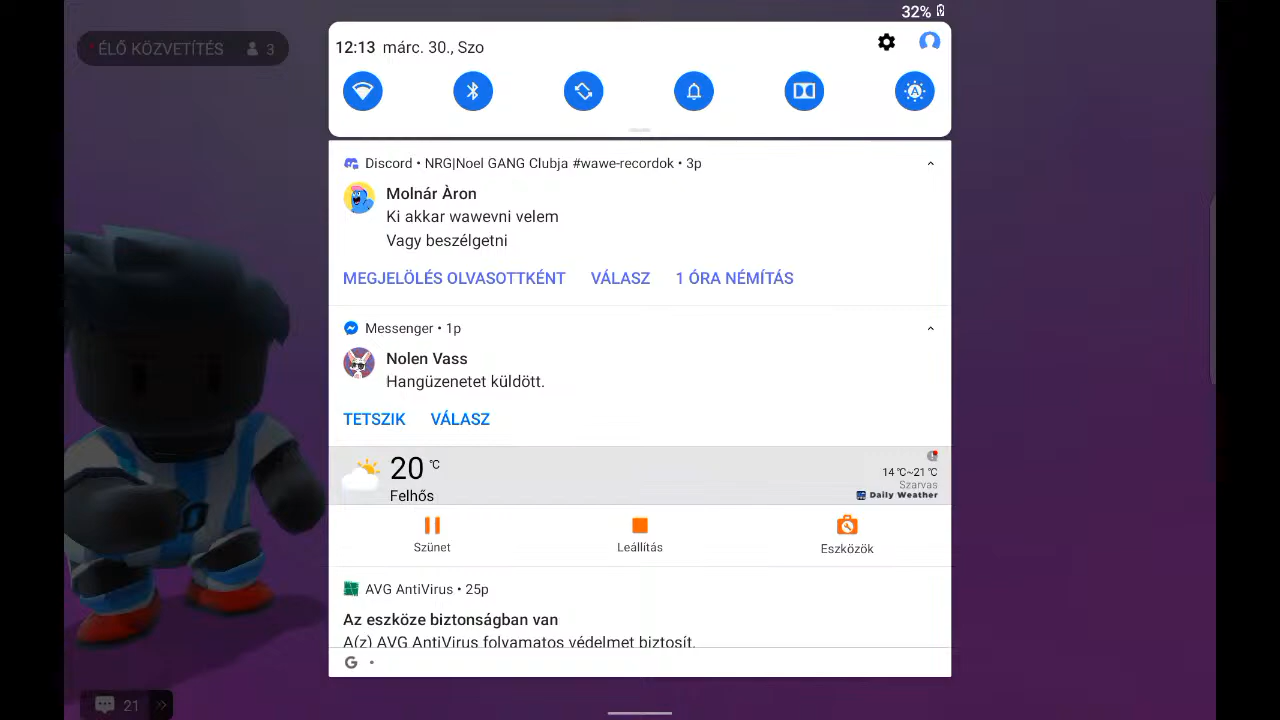 32%
ÉLŐ KÖZVETÍTÉS 3
12:13 márc. 30., Szo
Discord • NRG|Noel GANG Clubja #wawe-recordok • 3p
Molnár Àron
Ki akkar wawevni velem
Vagy beszélgetni
MEGJELÖLÉS OLVASOTTKÉNT VÁLASZ 1 ÓRA NÉMÍTÁS
Messenger • 1p
Nolen Vass
Hangüzenetet küldött.
TETSZIK VÁLASZ
20 °C
Felhős
14 °C~21 °C
Szarvas
Daily Weather
Szünet Leállítás Eszközök
AVG AntiVirus • 25p
Az eszköze biztonságban van
A(z) AVG AntiVirus folyamatos védelmet biztosít.
G •
21 »